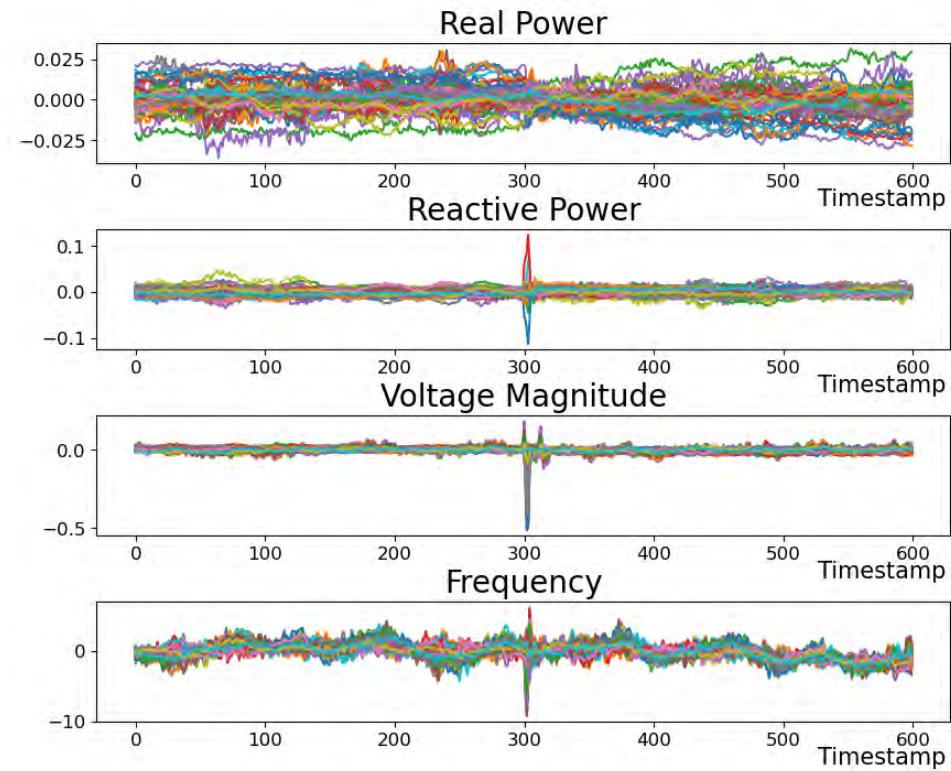 Real Power
0.025
0.000
−0.025
0 100 200 300 400 500 600
Timestamp
Reactive Power
0.1
0.0
−0.1
0 100 200 300 400 500 600
Timestamp
Voltage Magnitude
0.0
−0.5
0 100 200 300 400 500 600
Timestamp
Frequency
0
−10
0 100 200 300 400 500 600
Timestamp